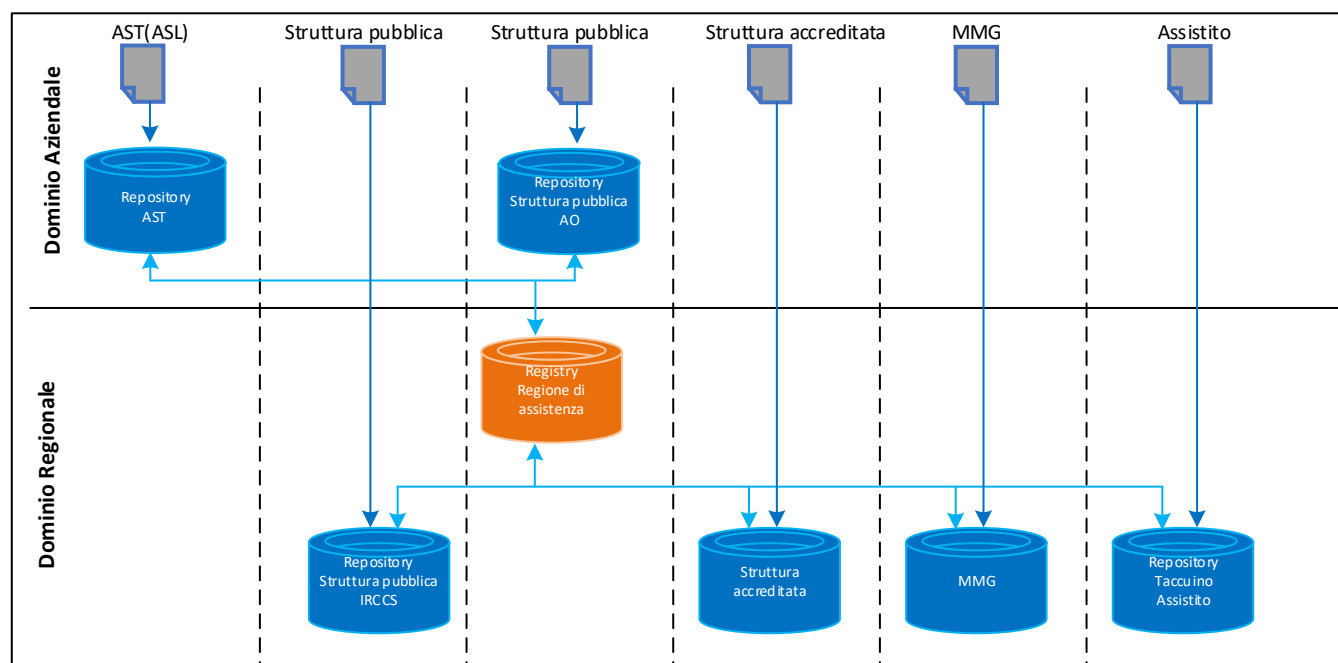 AST(ASL)
Struttura pubblica
Struttura pubblica
Struttura accreditata
MMG
Assistito
Dominio Aziendale
Repository
AST
Repository
Struttura pubblica
AO
Dominio Regionale
Registry
Regione di
assistenza
Repository
Struttura pubblica
IRCCS
Struttura
accreditata
MMG
Repository
Taccuino
Assistito